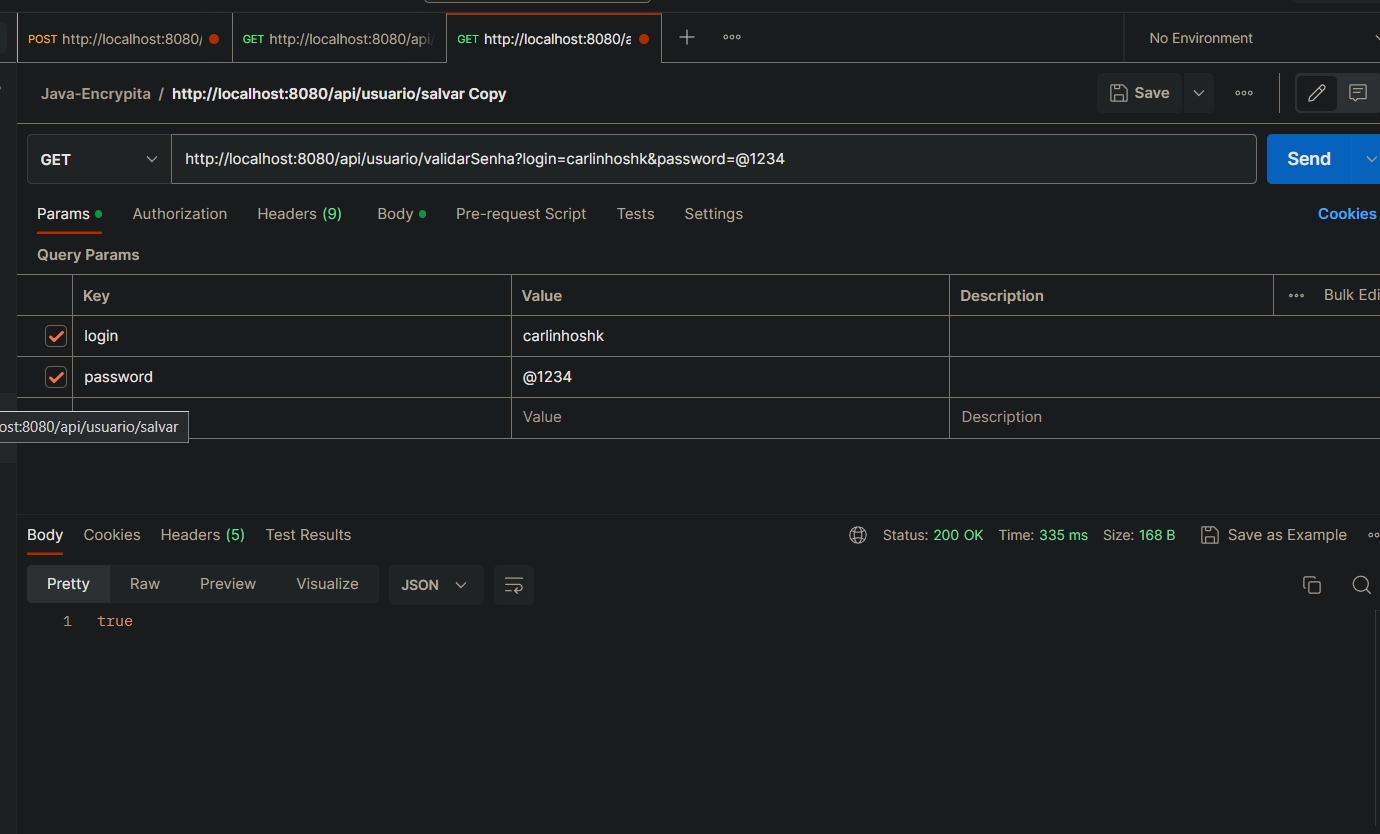 POST http://localhost:8080/ GET http://localhost:8080/api/ GET http://localhost:8080/a No Environment
Java-Encrypita / http://localhost:8080/api/usuario/salvar Copy Save
GET http://localhost:8080/api/usuario/validarSenha?login=carlinhoshk&password=@1234 Send
Params Authorization Headers (9) Body Pre-request Script Tests Settings Cookies
Query Params
Key Value Description Bulk Edi
login carlinhoshk
password @1234
Value Description
ost:8080/api/usuario/salvar
Body Cookies Headers (5) Test Results Status: 200 OK Time: 335 ms Size: 168 B Save as Example
Pretty Raw Preview Visualize JSON
1 true